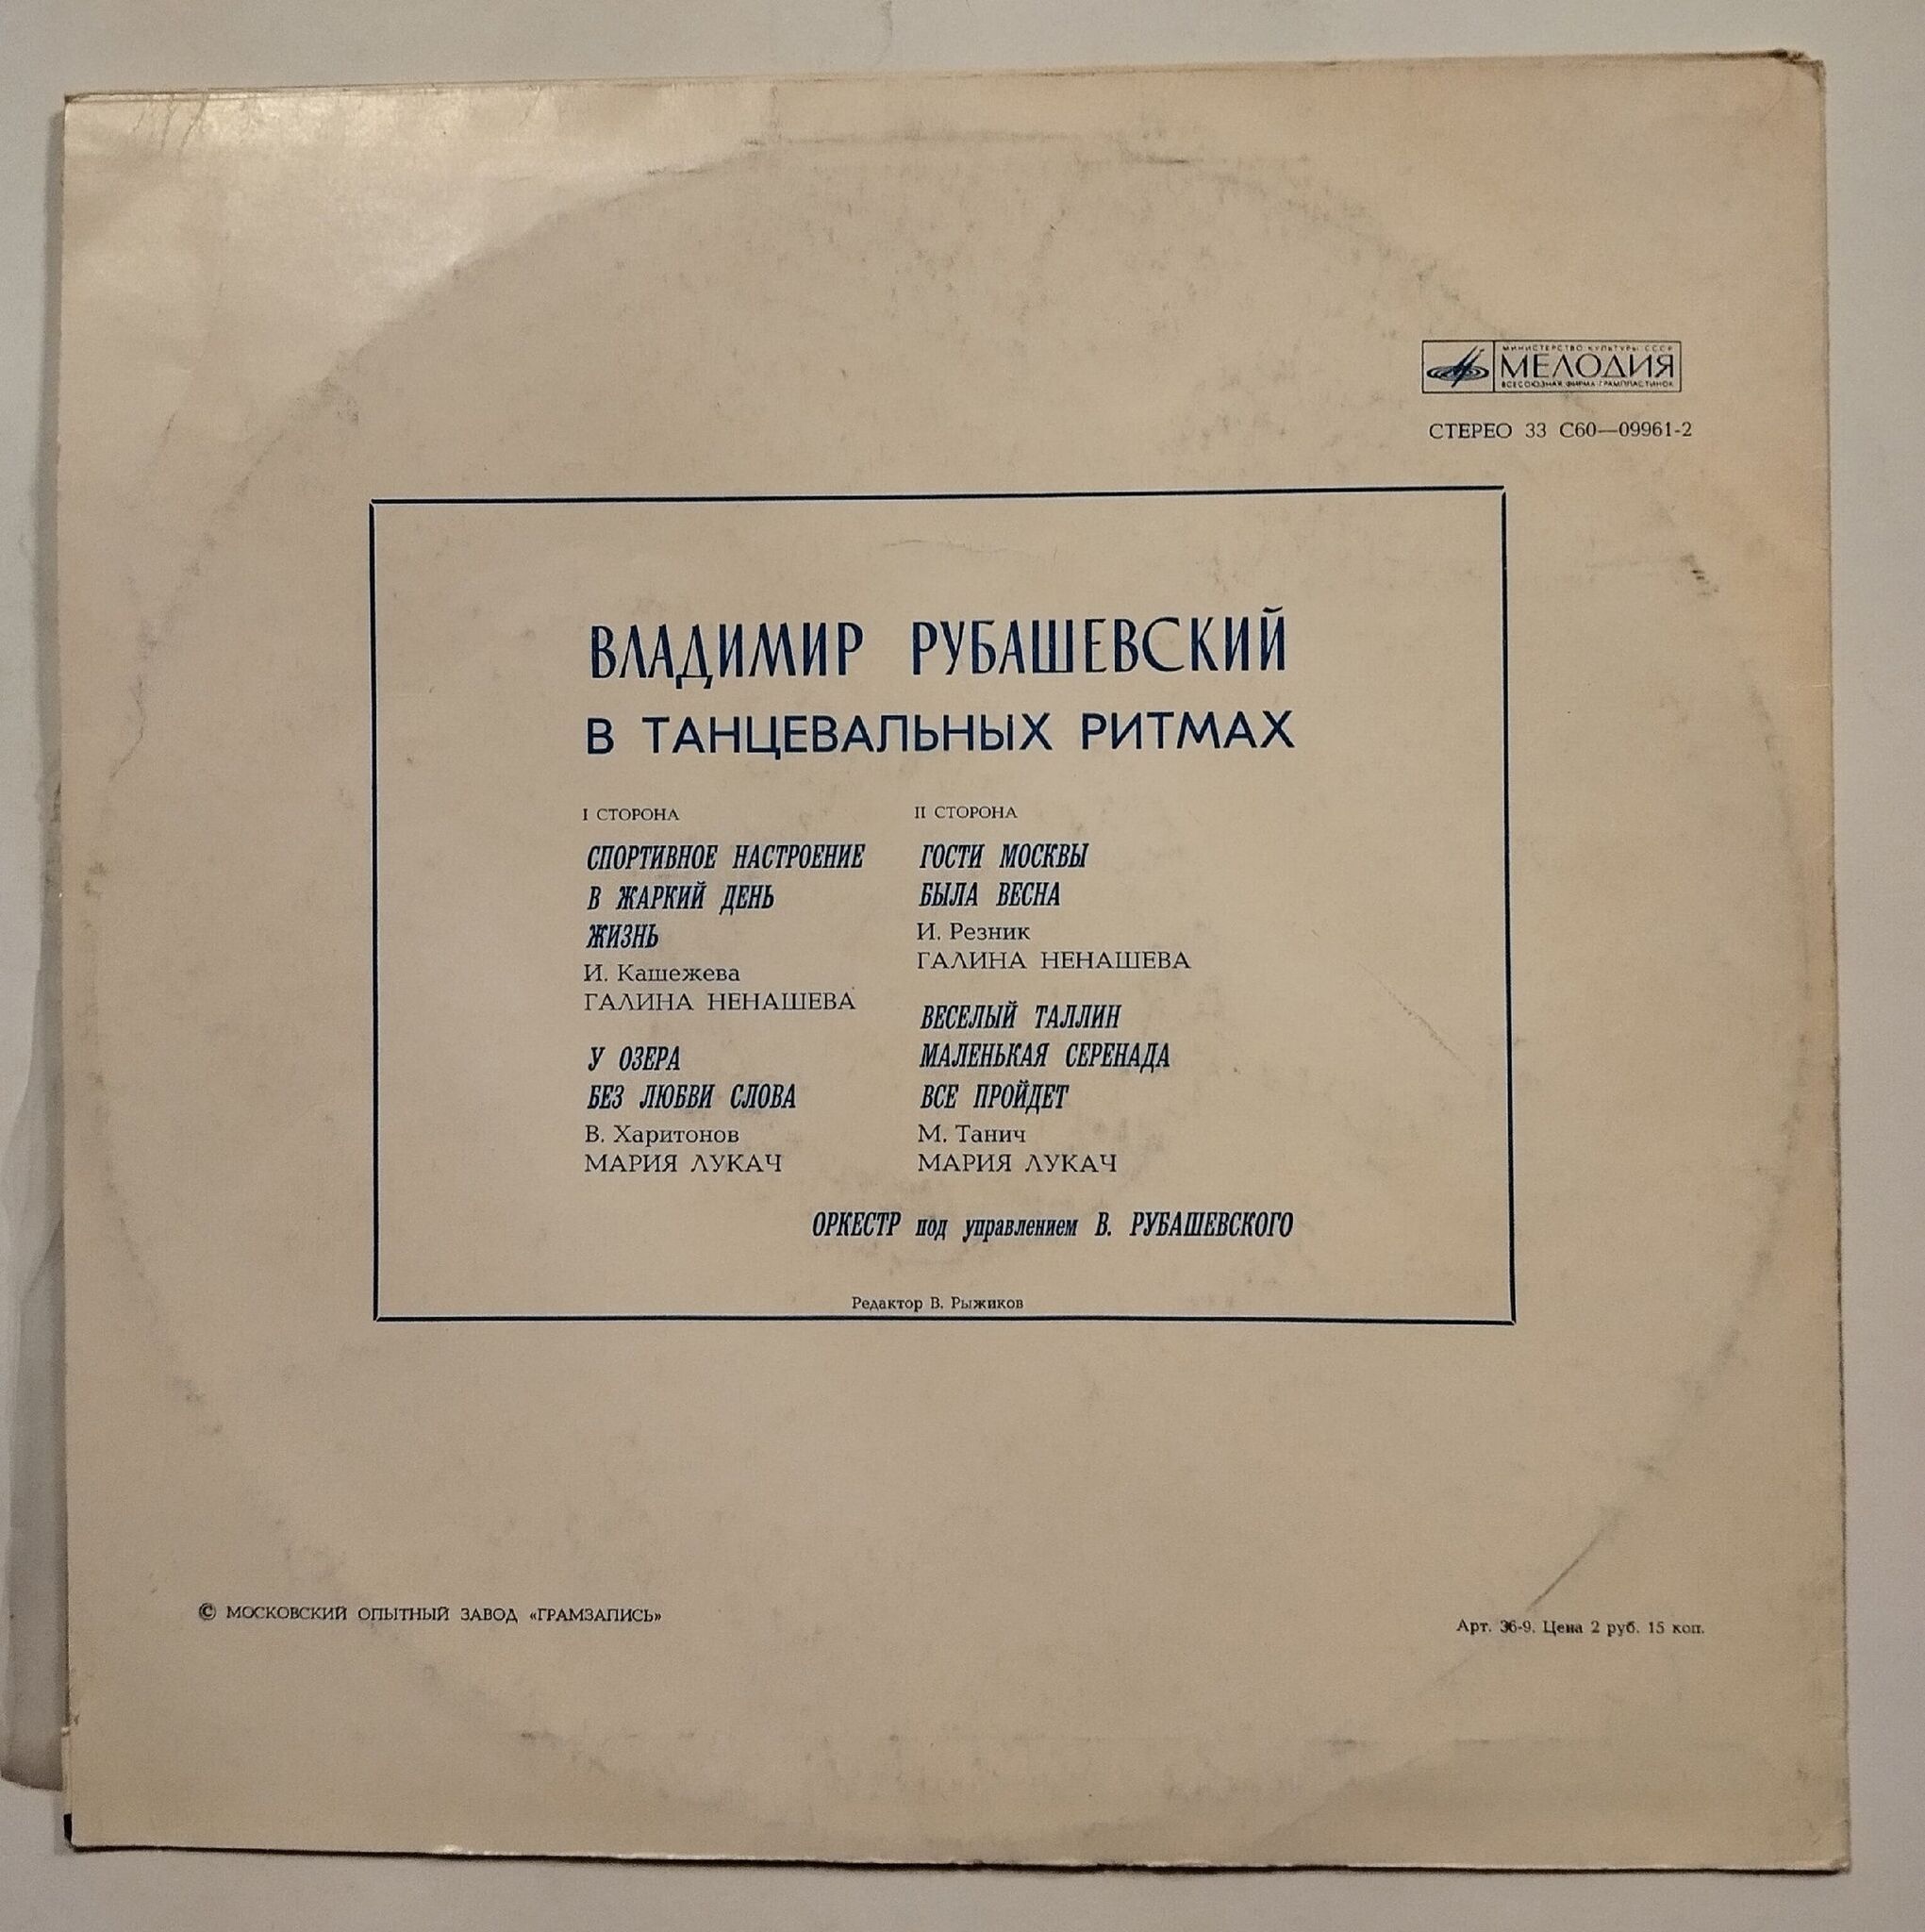 МИНИСТЕРСТВО КУЛЬТУРЫ СССР
МЕЛОДИЯ
ВСЕСОЮЗНАЯ ФИРМА ГРАМПЛАСТИНОК
СТЕРЕО 33 С60—09961-2
ВЛАДИМИР РУБАШЕВСКИЙ
В ТАНЦЕВАЛЬНЫХ РИТМАХ
I СТОРОНА
СПОРТИВНОЕ НАСТРОЕНИЕ
В ЖАРКИЙ ДЕНЬ
ЖИЗНЬ
И. Кашежева
ГАЛИНА НЕНАШЕВА
У ОЗЕРА
БЕЗ ЛЮБВИ СЛОВА
В. Харитонов
МАРИЯ ЛУКАЧ
II СТОРОНА
ГОСТИ МОСКВЫ
БЫЛА ВЕСНА
И. Резник
ГАЛИНА НЕНАШЕВА
ВЕСЕЛЫЙ ТАЛЛИН
МАЛЕНЬКАЯ СЕРЕНАДА
ВСЕ ПРОЙДЕТ
М. Танич
МАРИЯ ЛУКАЧ
ОРКЕСТР под управлением В. РУБАШЕВСКОГО
Редактор В. Рыжиков
© МОСКОВСКИЙ ОПЫТНЫЙ ЗАВОД «ГРАМЗАПИСЬ»
Арт. 36-9. Цена 2 руб. 15 коп.